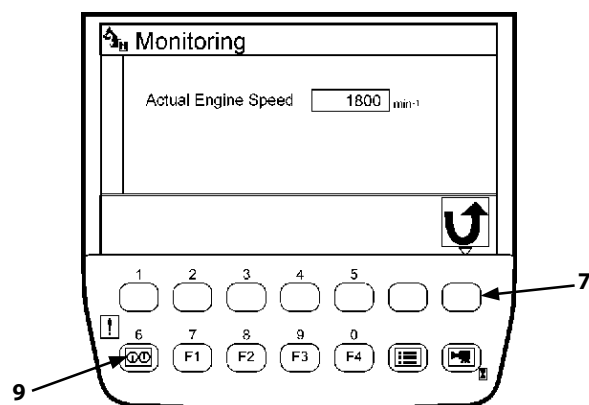 H Monitoring
Actual Engine Speed 1800 min-1
1 2 3 4 5
7
6 7 8 9 0
F1 F2 F3 F4
9